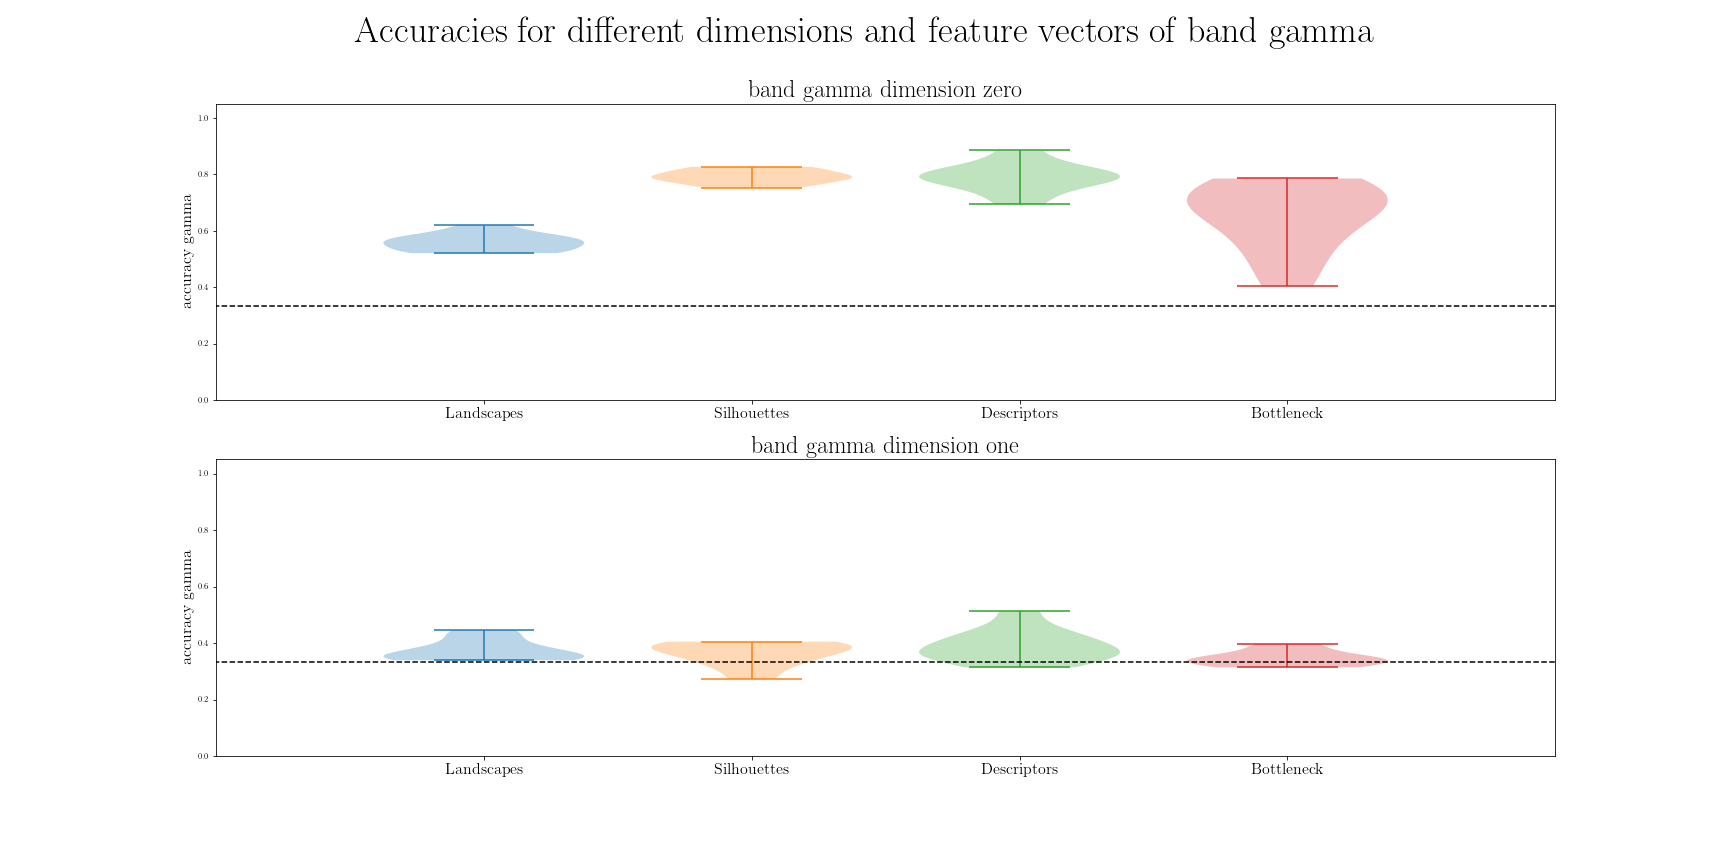 Accuracies for different dimensions and feature vectors of band gamma
band gamma dimension zero
accuracy gamma
1.0
0.8
0.6
0.4
0.2
0.0
Landscapes Silhouettes Descriptors Bottleneck
band gamma dimension one
accuracy gamma
1.0
0.8
0.6
0.4
0.2
0.0
Landscapes Silhouettes Descriptors Bottleneck